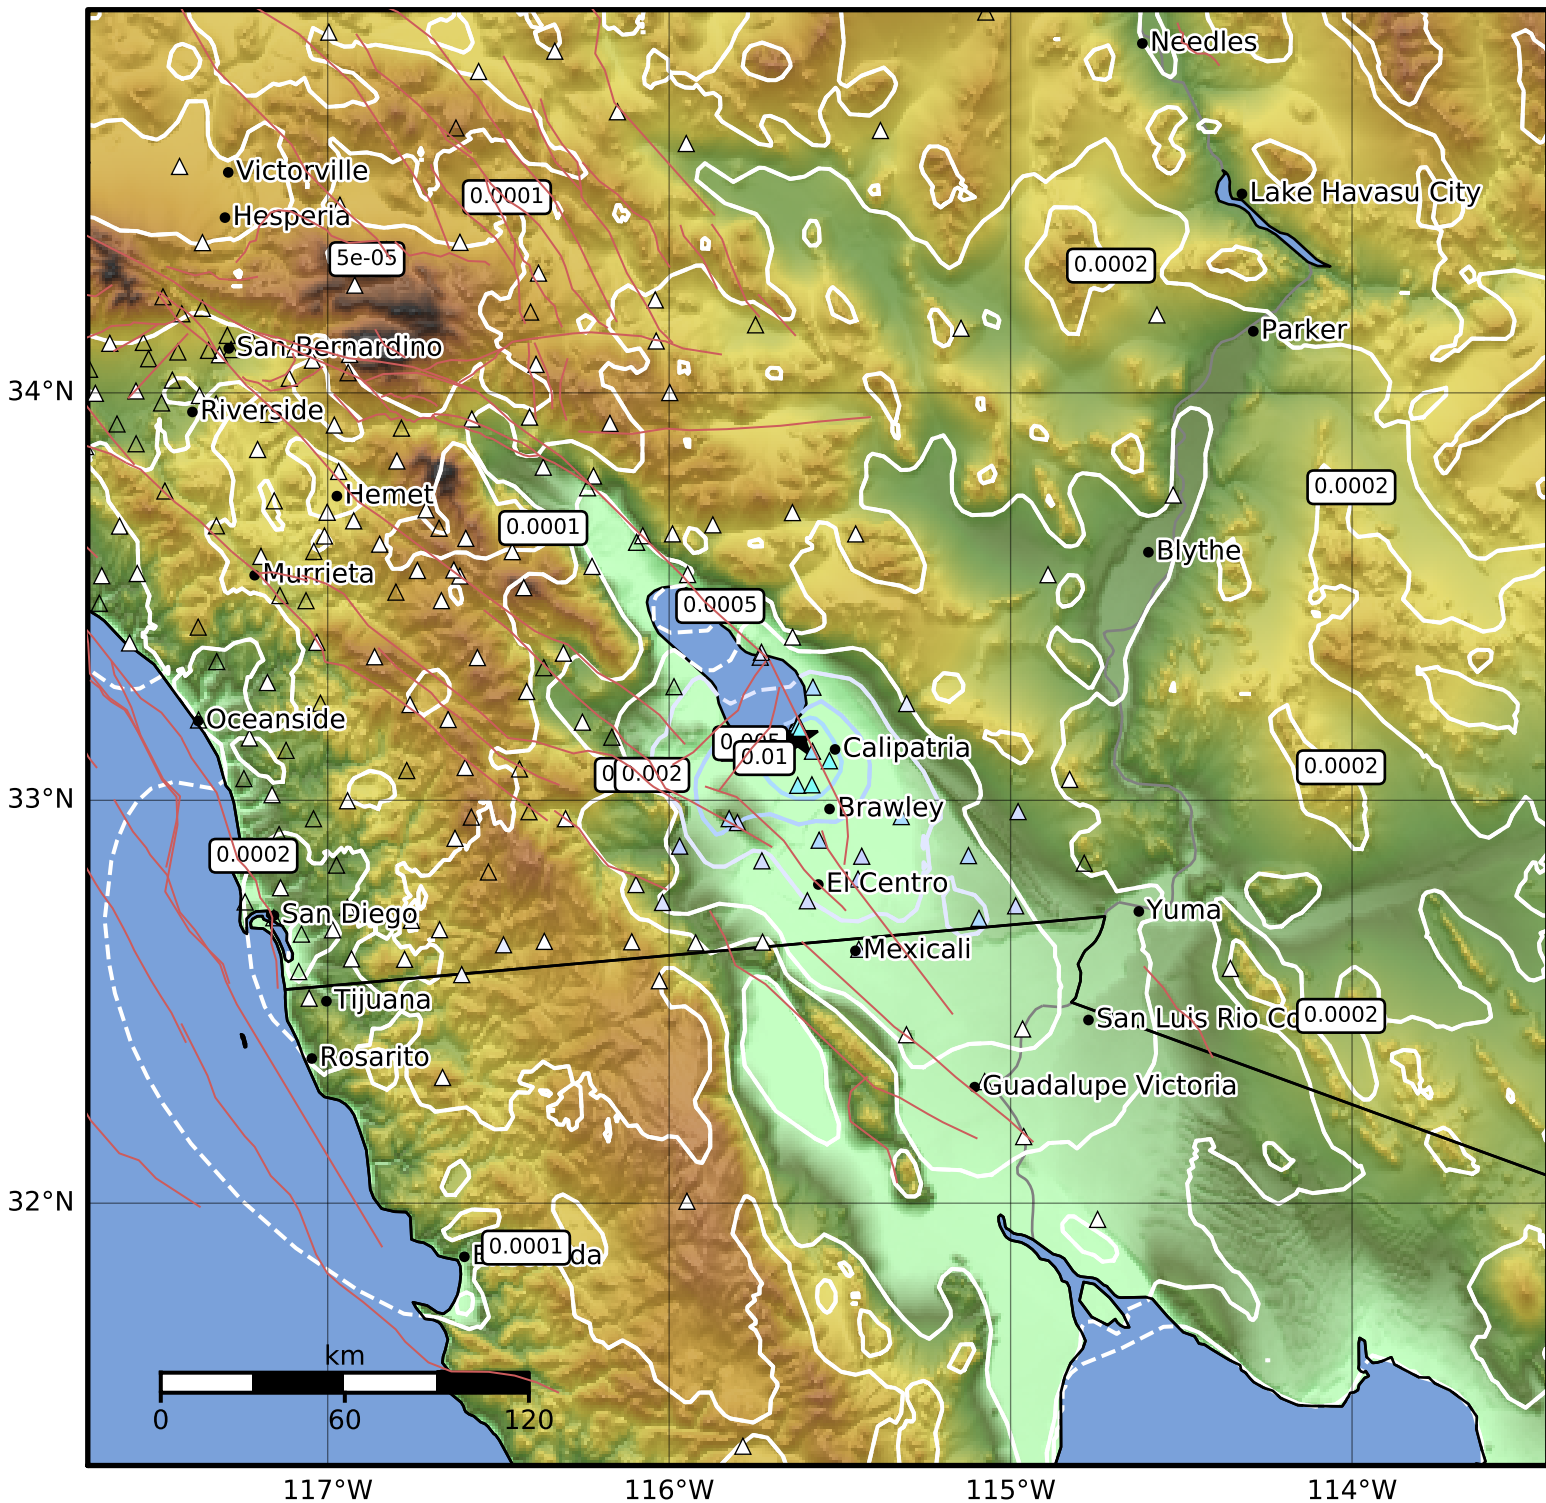 Needles
Victorville
0.0001
Lake Havasu City
Hesperia
5e-05
0.0002
Parker
San Bernardino
34°N
Riverside
0.0002
Hemet
0.0001
Blythe
Murrieta
0.0005
Oceanside
Calipatria
0.01
0.002
0.0002
33°N
Brawley
0.0002
El Centro
San Diego
Yuma
Mexicali
Tijuana
San Luis Rio Co
0.0002
Rosarito
Guadalupe Victoria
32°N
0.0001
km
0 60 120
117°W 116°W 115°W 114°W